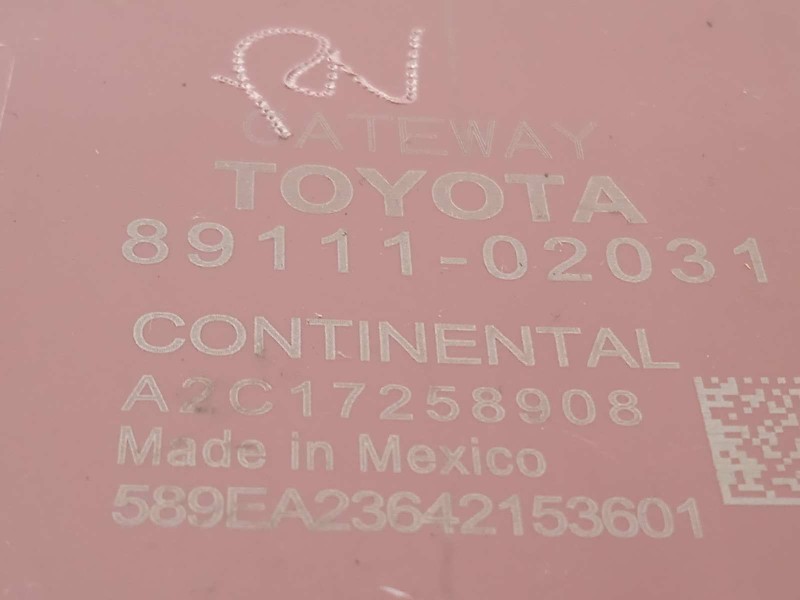 GATEWAY
TOYOTA
89111-02031
CONTINENTAL
A2C17258908
Made in Mexico
589EA23642153601